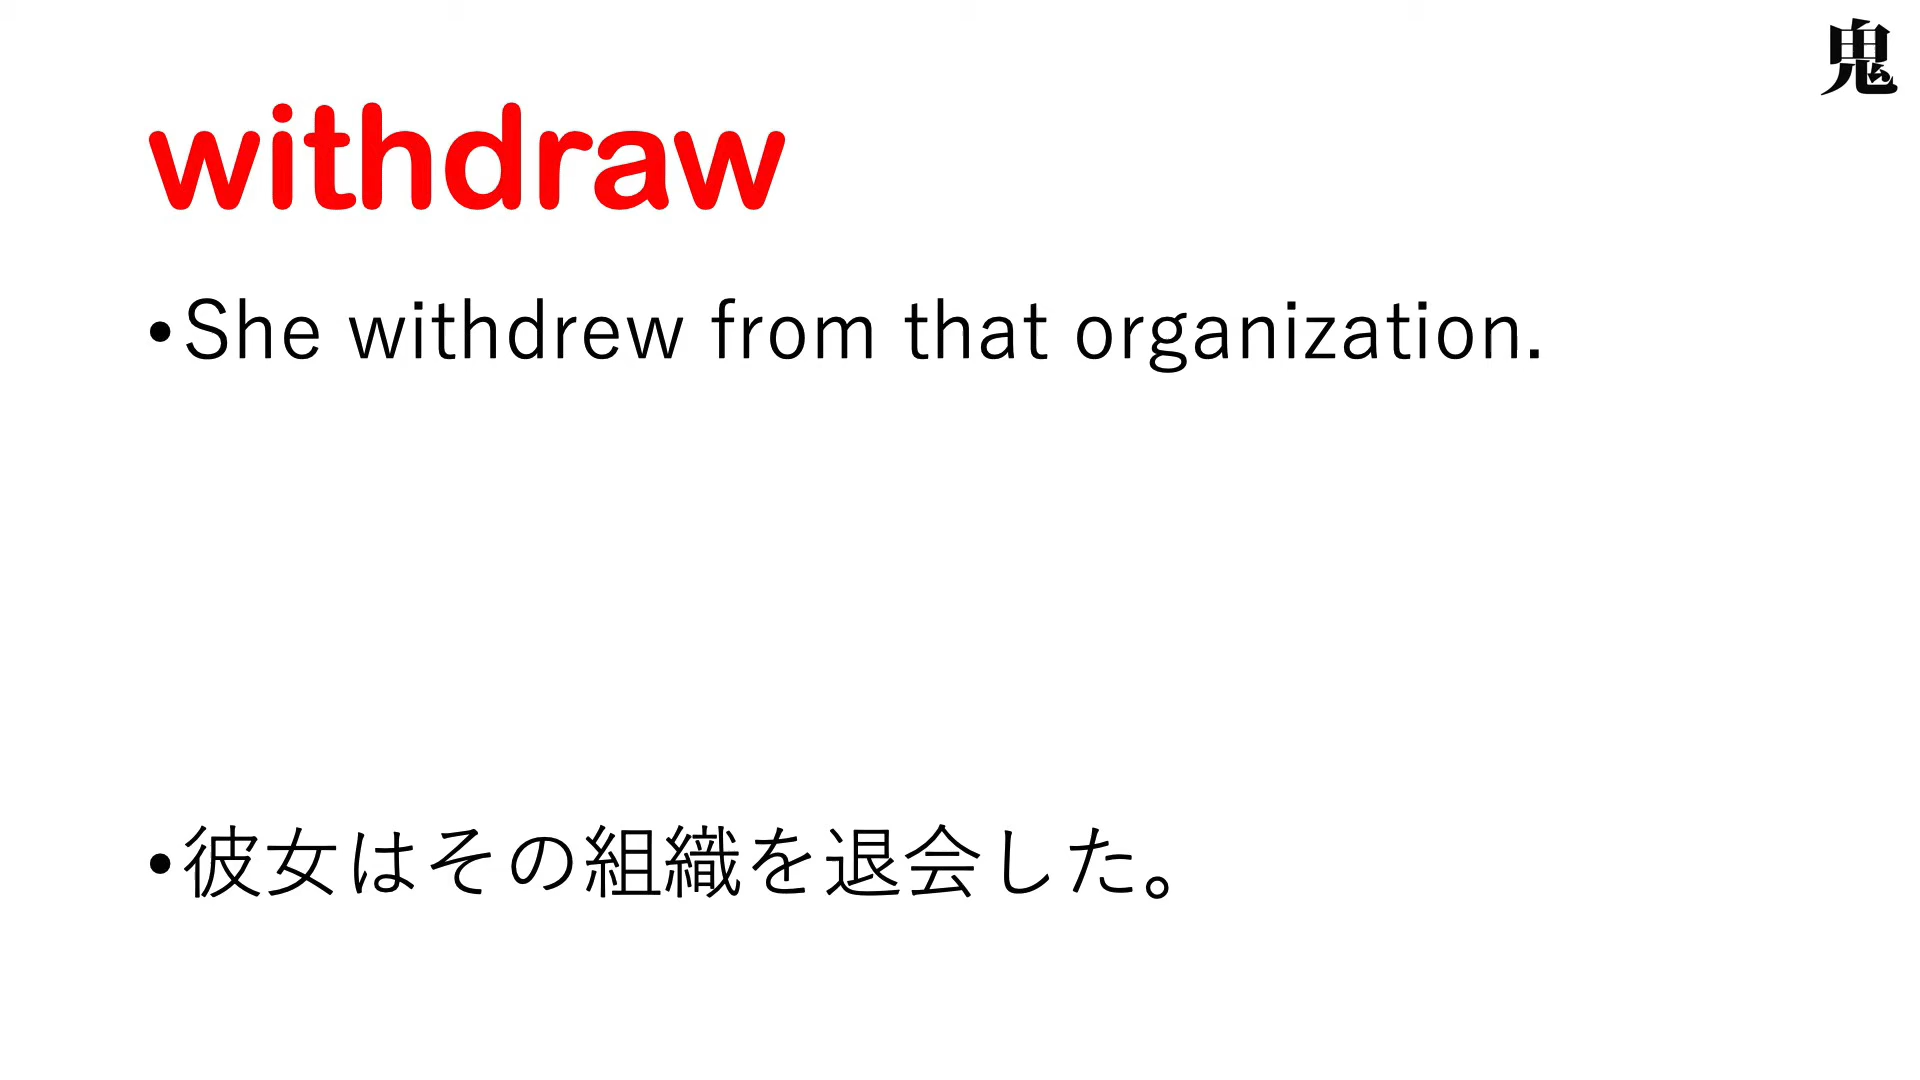 鬼
withdraw
•She withdrew from that organization.
•彼女はその組織を退会した。